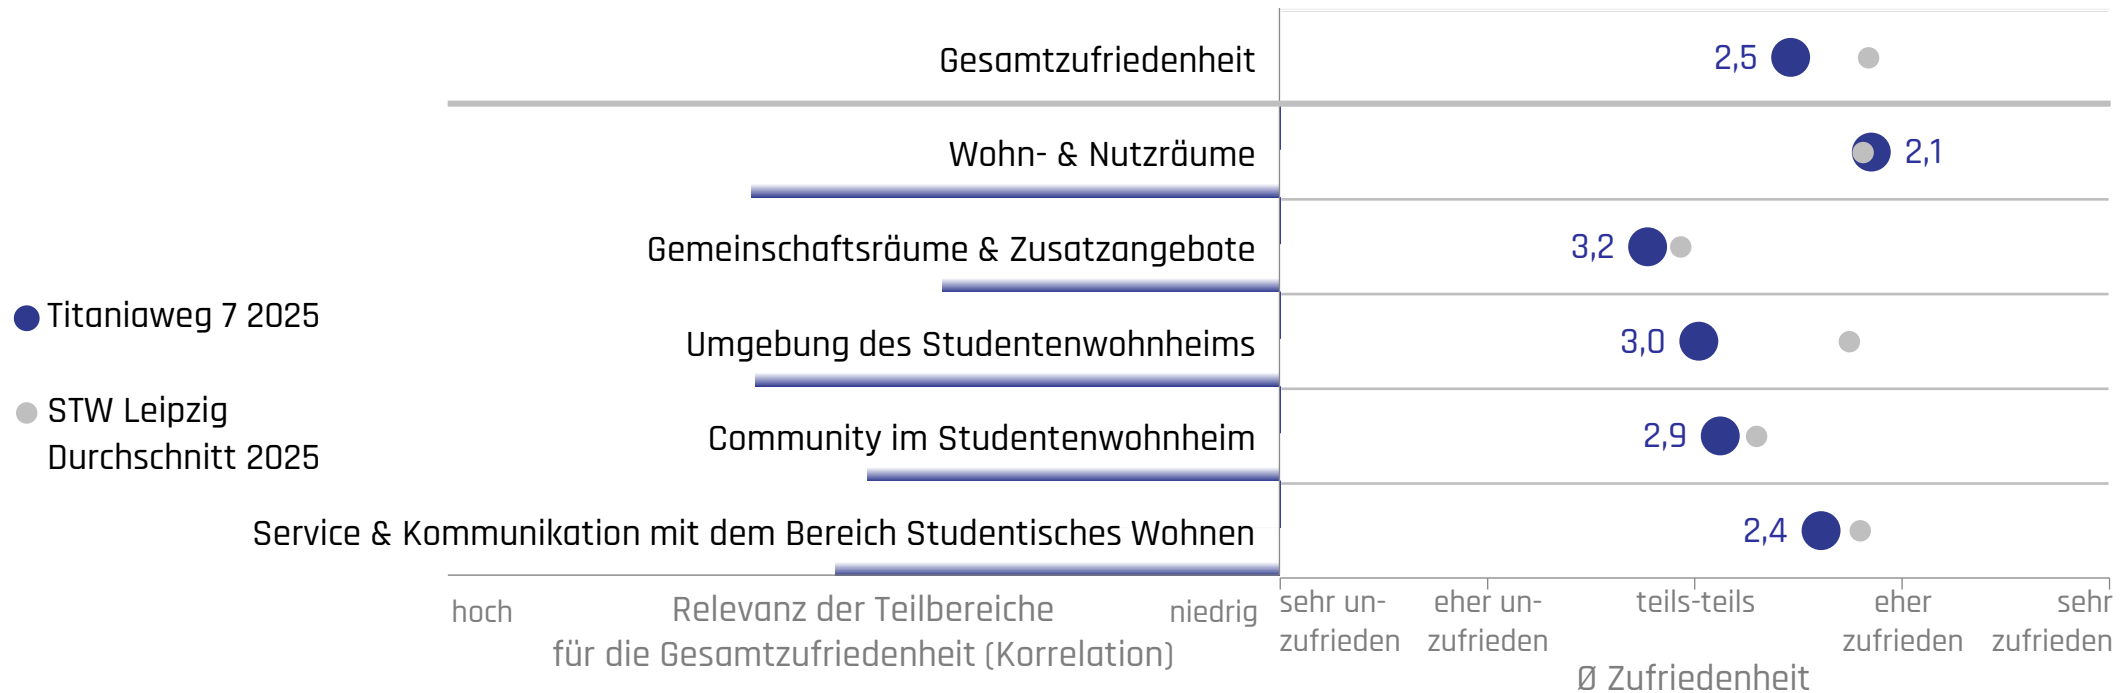 Gesamtzufriedenheit
2,5
Wohn- & Nutzräume
2,1
Gemeinschaftsräume & Zusatzangebote
3,2
Titaniaweg 7 2025
Umgebung des Studentenwohnheims
3,0
STW Leipzig
Durchschnitt 2025
Community im Studentenwohnheim
2,9
Service & Kommunikation mit dem Bereich Studentisches Wohnen
2,4
hoch
Relevanz der Teilbereiche
für die Gesamtzufriedenheit (Korrelation)
niedrig
sehr un-
zufrieden
eher un-
zufrieden
teils-teils
eher
zufrieden
sehr
zufrieden
Ø Zufriedenheit